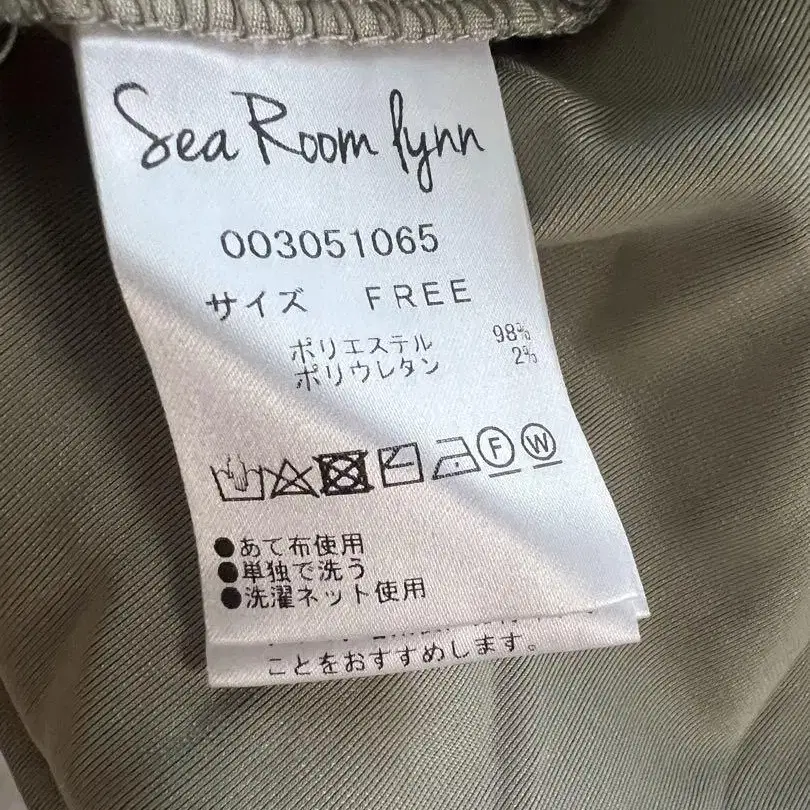 Sea Room lynn
003051065
サイズ FREE
ポリエステル 98%
ポリウレタン 2%
F W
●あて布使用
●単独で洗う
●洗濯ネット使用
ことをおすすめします。